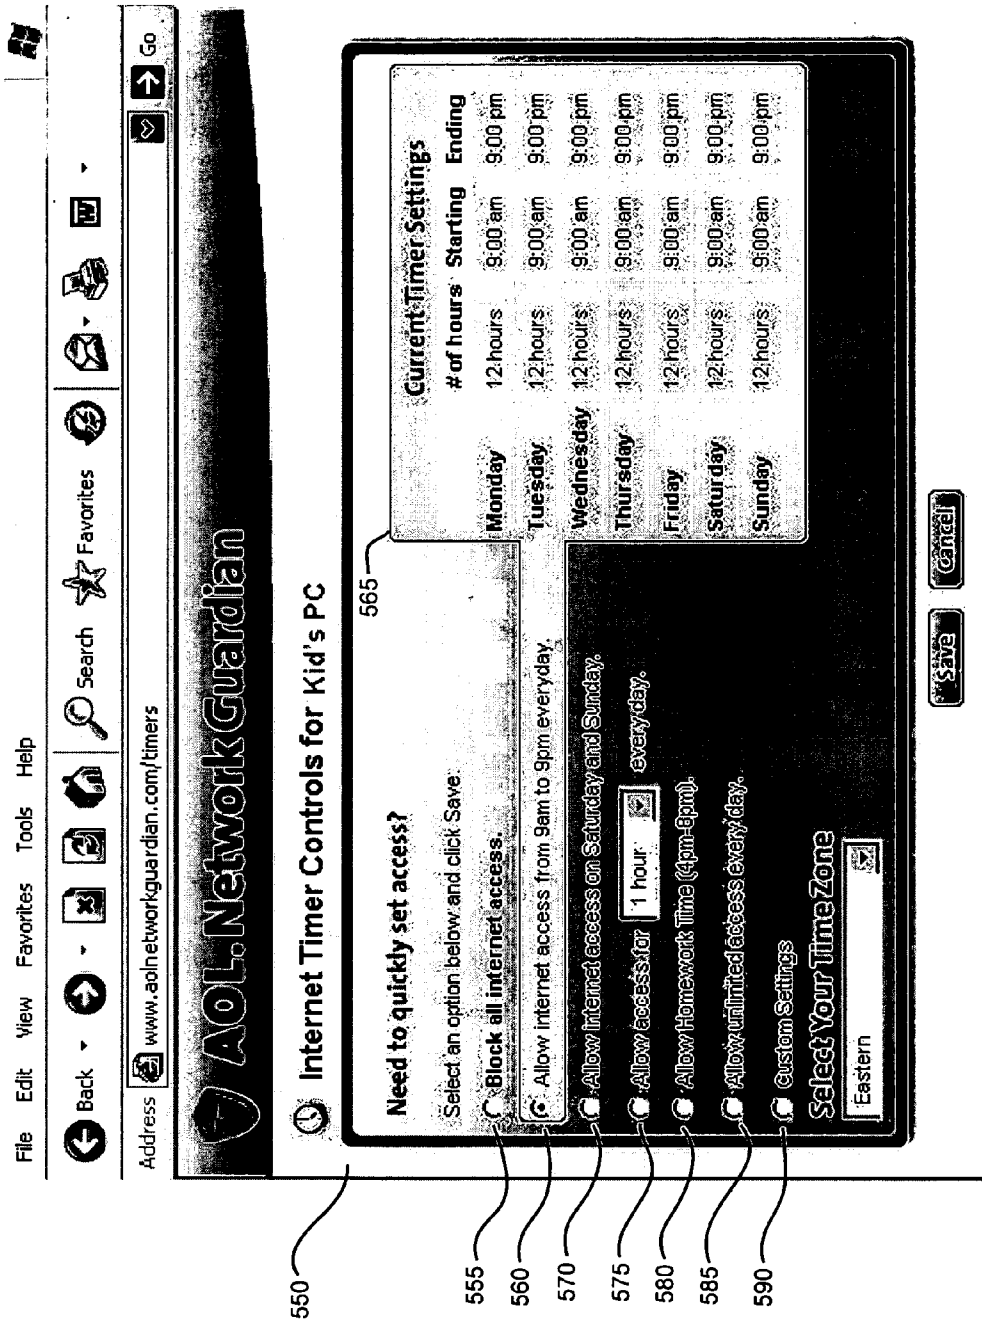 File Edit View Favorites Tools Help
Back Search Favorites W
Address www.aolnetworkguardian.com/timers Go
AOL. Network Guardian
550
Internet Timer Controls for Kid's PC
565
Need to quickly set access?
Select an option below and click Save:
555
Block all internet access.
560
Allow internet access from 9am to 9pm everyday.
570
Allow internet access on Saturday and Sunday.
575
Allow access for 1 hour every day.
580
Allow Homework Time (4pm-8pm).
585
Allow unlimited access every day.
590
Custom Settings
Select Your Time Zone
Eastern
Current Timer Settings
# of hours Starting Ending
Monday 12 hours 9:00 am 9:00 pm
Tuesday 12 hours 9:00 am 9:00 pm
Wednesday 12 hours 9:00 am 9:00 pm
Thursday 12 hours 9:00 am 9:00 pm
Friday 12 hours 9:00 am 9:00 pm
Saturday 12 hours 9:00 am 9:00 pm
Sunday 12 hours 9:00 am 9:00 pm
Save Cancel